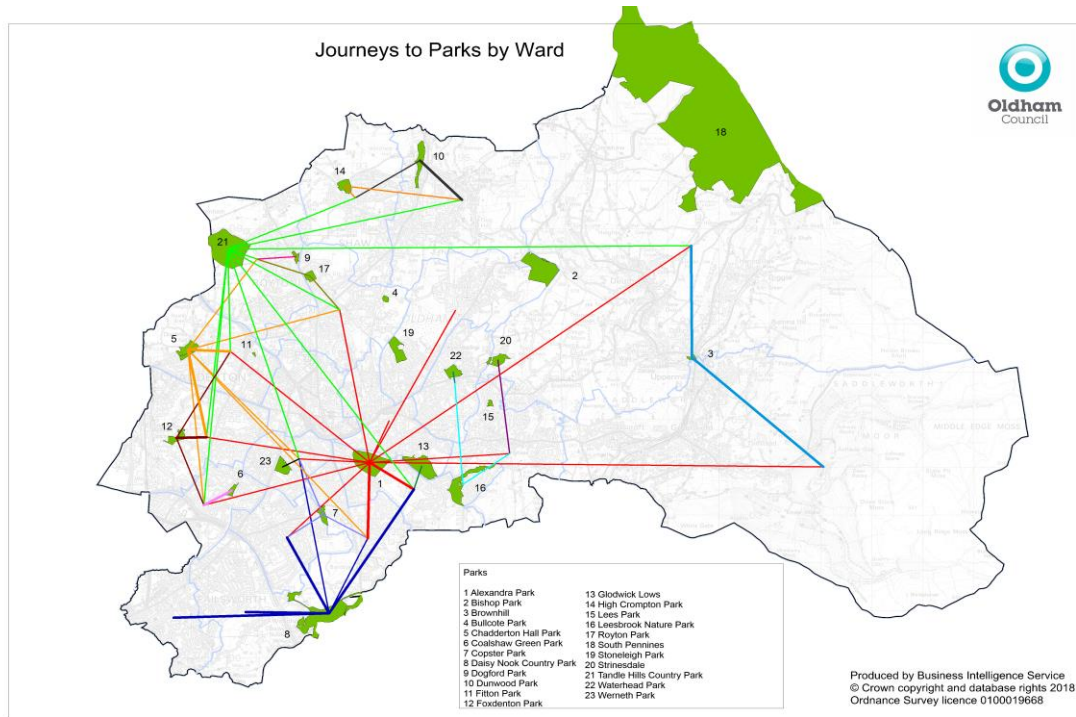 Journeys to Parks by Ward
Oldham
Council
18
10
14
21
9
17
2
4
5
11
19
22
20
3
15
12
13
23
6
1
16
7
8
SADDLEWORTH
MIDDLE EDGE MOSS
Parks
1 Alexandra Park
2 Bishop Park
3 Brownhill
4 Bullcote Park
5 Chadderton Hall Park
6 Coalshaw Green Park
7 Copster Park
8 Daisy Nook Country Park
9 Dogford Park
10 Dunwood Park
11 Fitton Park
12 Foxdenton Park
13 Glodwick Lows
14 High Crompton Park
15 Lees Park
16 Leesbrook Nature Park
17 Royton Park
18 South Pennines
19 Stoneleigh Park
20 Strinesdale
21 Tandle Hills Country Park
22 Waterhead Park
23 Werneth Park
Produced by Business Intelligence Service
© Crown copyright and database rights 2018
Ordnance Survey licence 0100019668